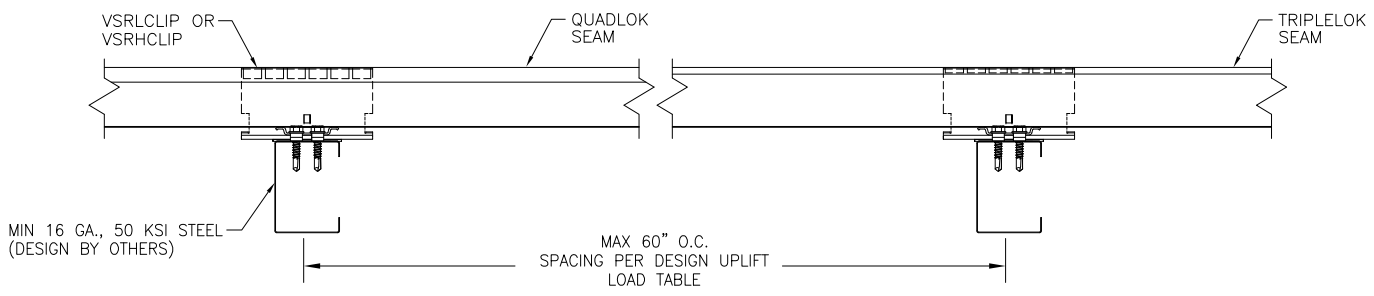 VSRLCLIP OR
VSRHCLIP
QUADLOK
SEAM
TRIPLELOK
SEAM
MIN 16 GA., 50 KSI STEEL
(DESIGN BY OTHERS)
MAX 60" O.C.
SPACING PER DESIGN UPLIFT
LOAD TABLE